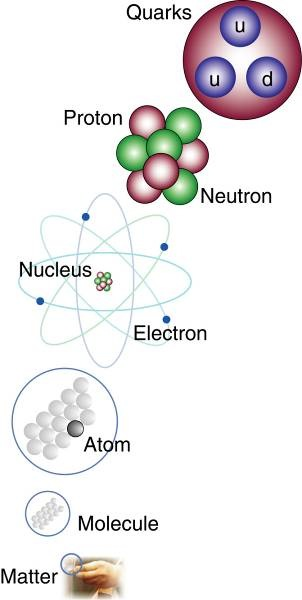 Quarks
u
u d
Proton
Neutron
Nucleus
Electron
Atom
Molecule
Matter